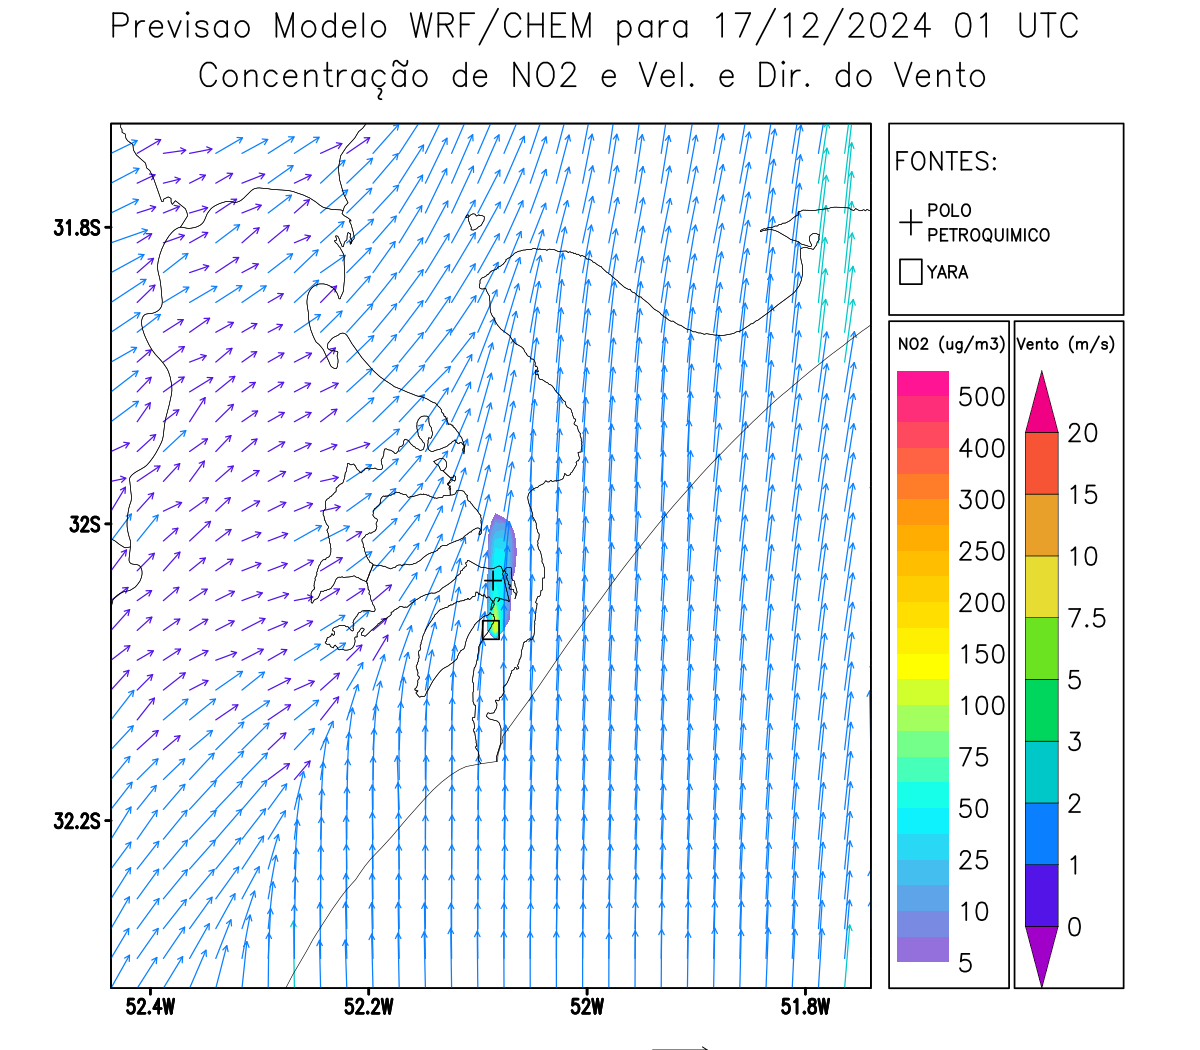 Previsao Modelo WRF/CHEM para 17/12/2024 01 UTC
Concentração de NO2 e Vel. e Dir. do Vento
FONTES:
POLO
PETROQUIMICO
YARA
NO2 (ug/m3)
500
400
300
250
200
150
100
75
50
25
10
5
Vento (m/s)
20
15
10
7.5
5
3
2
1
0
31.8S
32S
32.2S
52.4W
52.2W
52W
51.8W